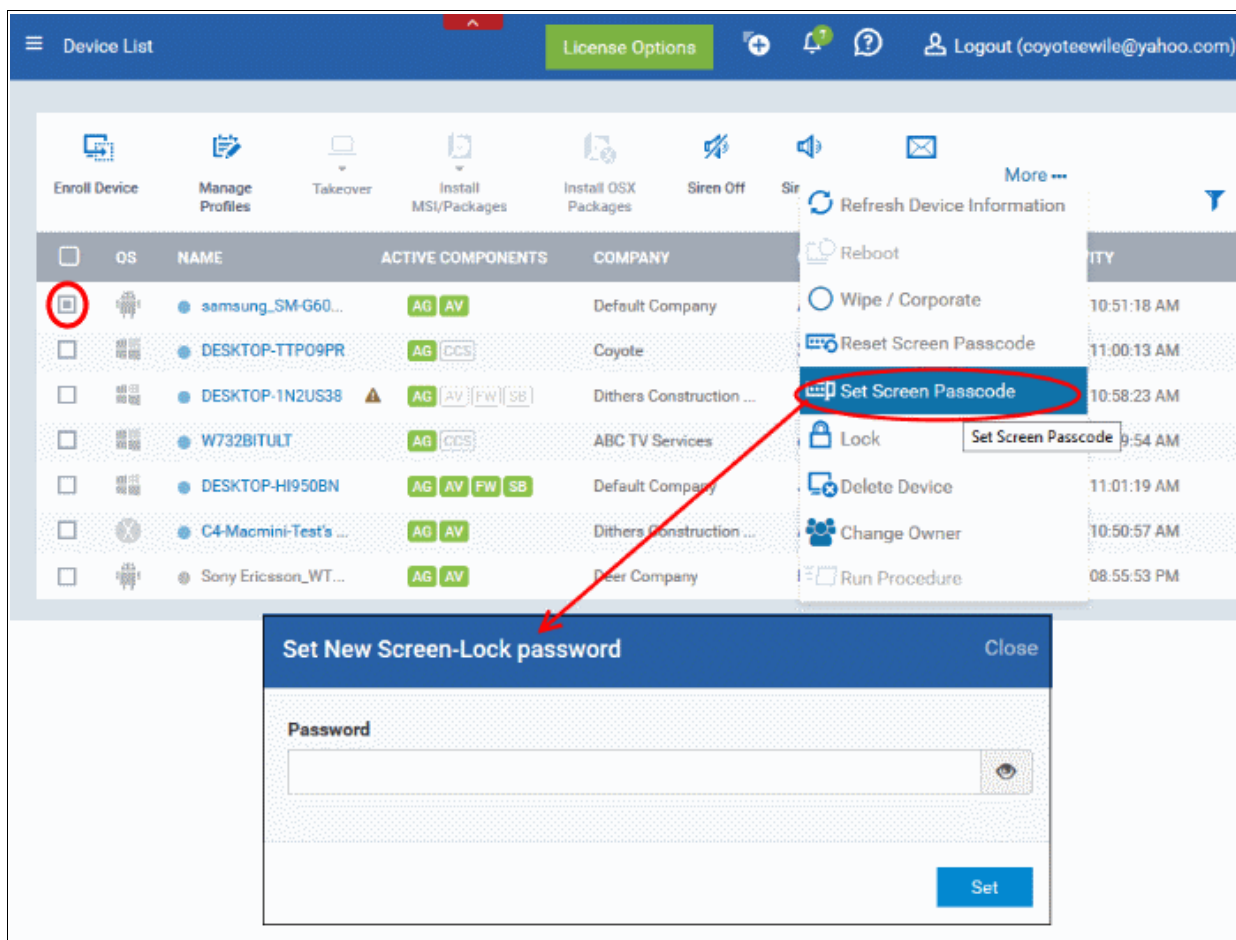 Device List
License Options
7
Logout (coyoteewile@yahoo.com)
Enroll Device
Manage Profiles
Takeover
Install MSI/Packages
Install OSX Packages
Siren Off
More
Refresh Device Information
Reboot
Wipe / Corporate
Reset Screen Passcode
Set Screen Passcode
Set Screen Passcode
Lock
Delete Device
Change Owner
Run Procedure
OS NAME ACTIVE COMPONENTS COMPANY
samsung_SM-G60... AG AV Default Company 10:51:18 AM
DESKTOP-TTPO9PR AG CCS Coyote 11:00:13 AM
DESKTOP-1N2US38 AG AV FW SB Dithers Construction ... 10:58:23 AM
W732BITULT AG CCS ABC TV Services 9:54 AM
DESKTOP-HI950BN AG AV FW SB Default Company 11:01:19 AM
C4-Macmini-Test's ... AG AV Dithers Construction ... 10:50:57 AM
Sony Ericsson_WT... AG AV Deer Company 08:55:53 PM
Set New Screen-Lock password
Close
Password
Set